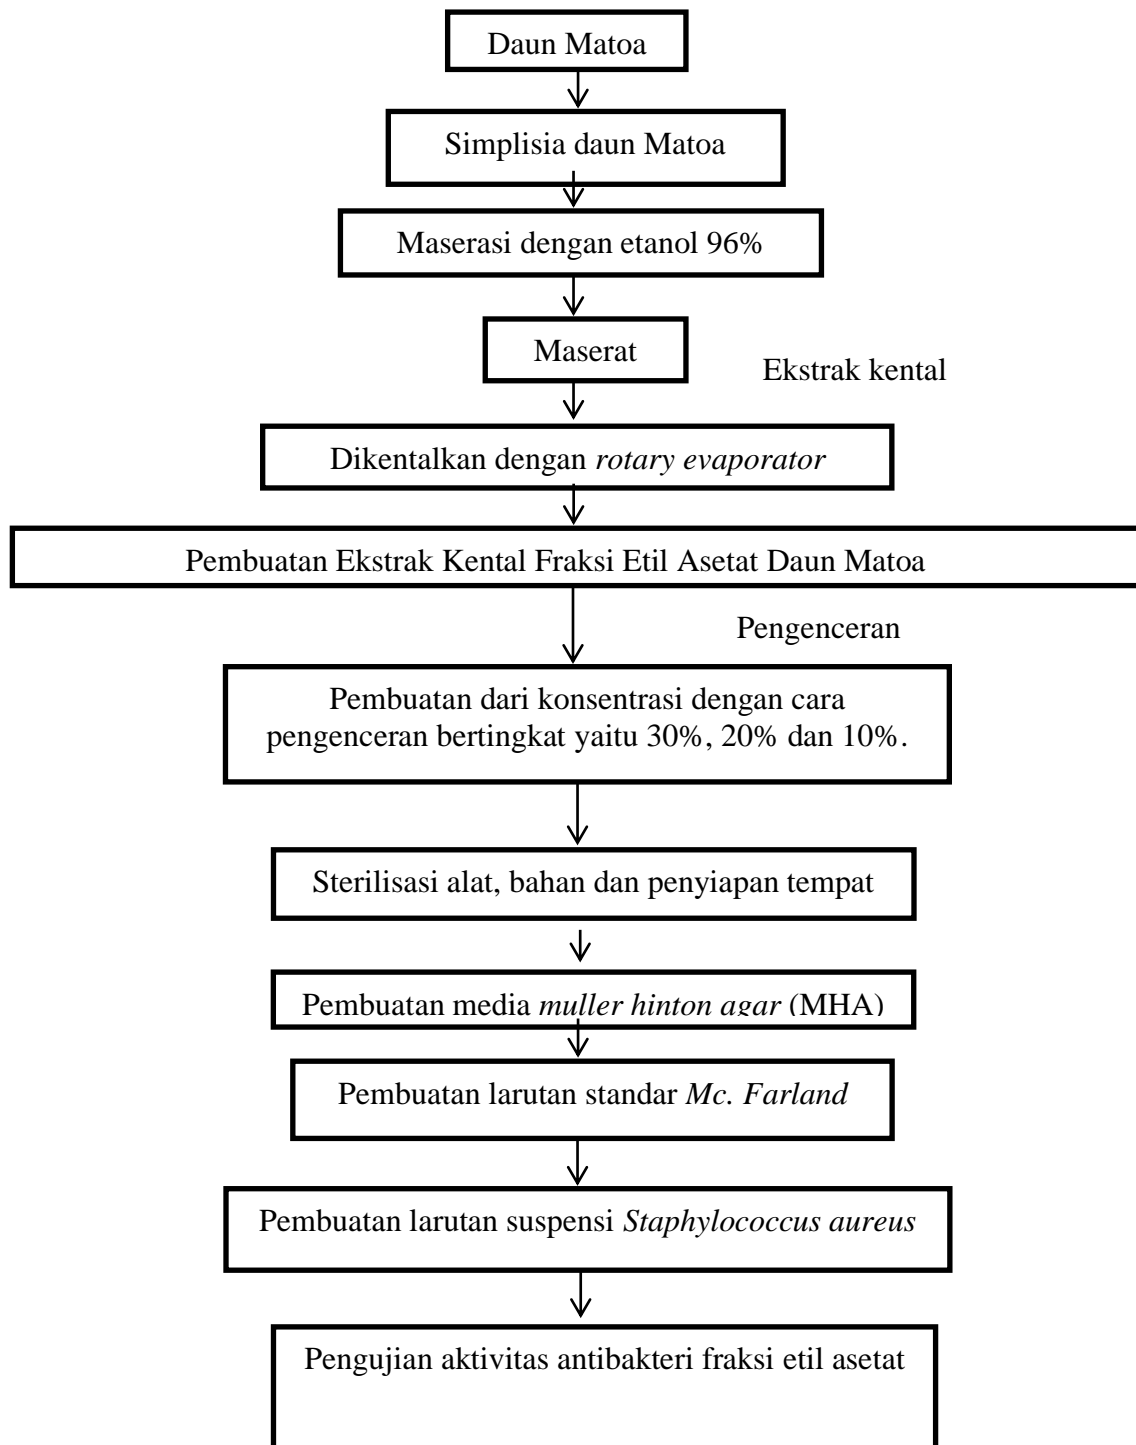 Daun Matoa
Simplisia daun Matoa
Maserasi dengan etanol 96%
Maserat
Ekstrak kental
Dikentalkan dengan rotary evaporator
Pembuatan Ekstrak Kental Fraksi Etil Asetat Daun Matoa
Pengenceran
Pembuatan dari konsentrasi dengan cara
pengenceran bertingkat yaitu 30%, 20% dan 10%.
Sterilisasi alat, bahan dan penyiapan tempat
Pembuatan media muller hinton agar (MHA)
Pembuatan larutan standar Mc. Farland
Pembuatan larutan suspensi Staphylococcus aureus
Pengujian aktivitas antibakteri fraksi etil asetat